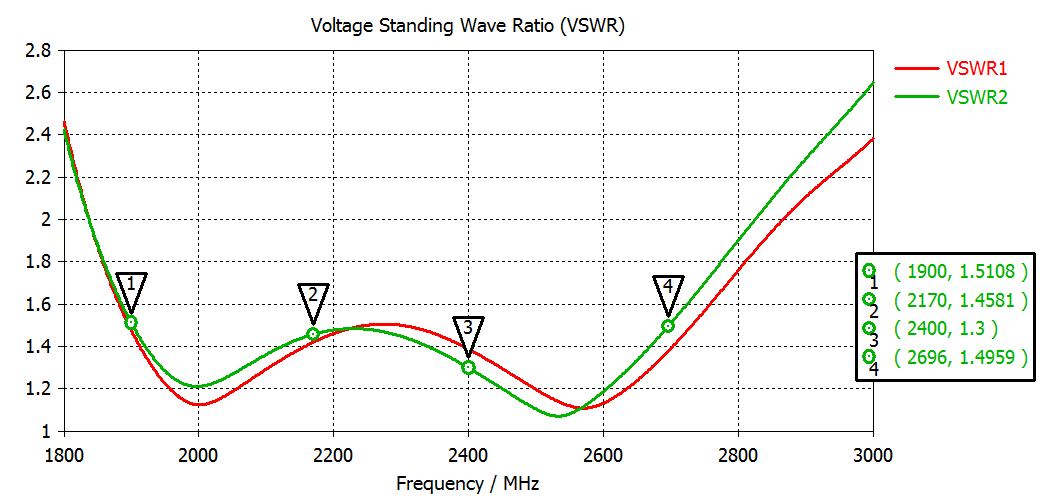 Voltage Standing Wave Ratio (VSWR)
2.8
2.6
2.4
2.2
2
1.8
1.6
1.4
1.2
1
1800
2000
2200
2400
2600
2800
3000
Frequency / MHz
VSWR1
VSWR2
1
2
3
4
1 ( 1900, 1.5108 )
2 ( 2170, 1.4581 )
3 ( 2400, 1.3 )
4 ( 2696, 1.4959 )